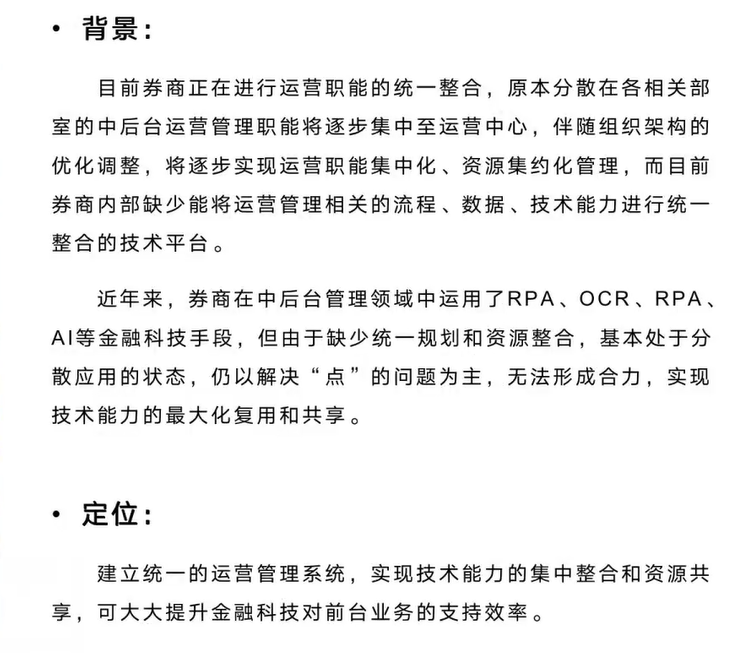 • 背景：
目前券商正在进行运营职能的统一整合，原本分散在各相关部
室的中后台运营管理职能将逐步集中至运营中心，伴随组织架构的
优化调整，将逐步实现运营职能集中化、资源集约化管理，而目前
券商内部缺少能将运营管理相关的流程、数据、技术能力进行统一
整合的技术平台。
近年来，券商在中后台管理领域中运用了RPA、OCR、RPA、
AI等金融科技手段，但由于缺少统一规划和资源整合，基本处于分
散应用的状态，仍以解决“点”的问题为主，无法形成合力，实现
技术能力的最大化复用和共享。
• 定位：
建立统一的运营管理系统，实现技术能力的集中整合和资源共
享，可大大提升金融科技对前台业务的支持效率。